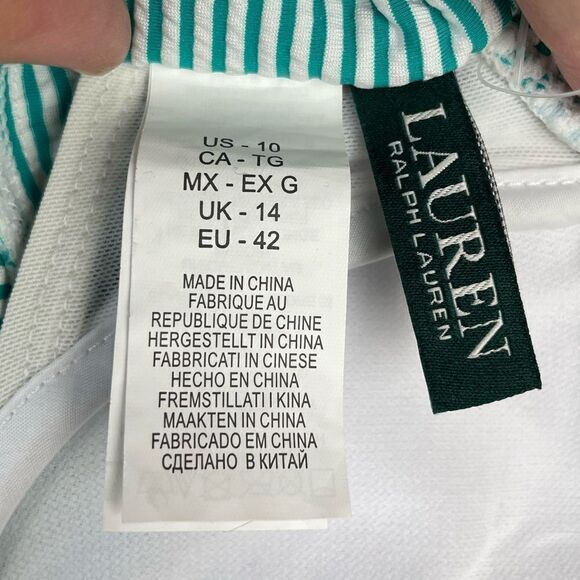 US - 10
CA - TG
MX - EX G
UK - 14
EU - 42
MADE IN CHINA
FABRIQUE AU
REPUBLIQUE DE CHINE
HERGESTELLT IN CHINA
FABBRICATI IN CINESE
HECHO EN CHINA
FREMSTILLATI I KINA
MAAKTEN IN CHINA
FABRICADO EM CHINA
СДЕЛАНО В КИТАЙ
LAUREN
RALPH LAUREN